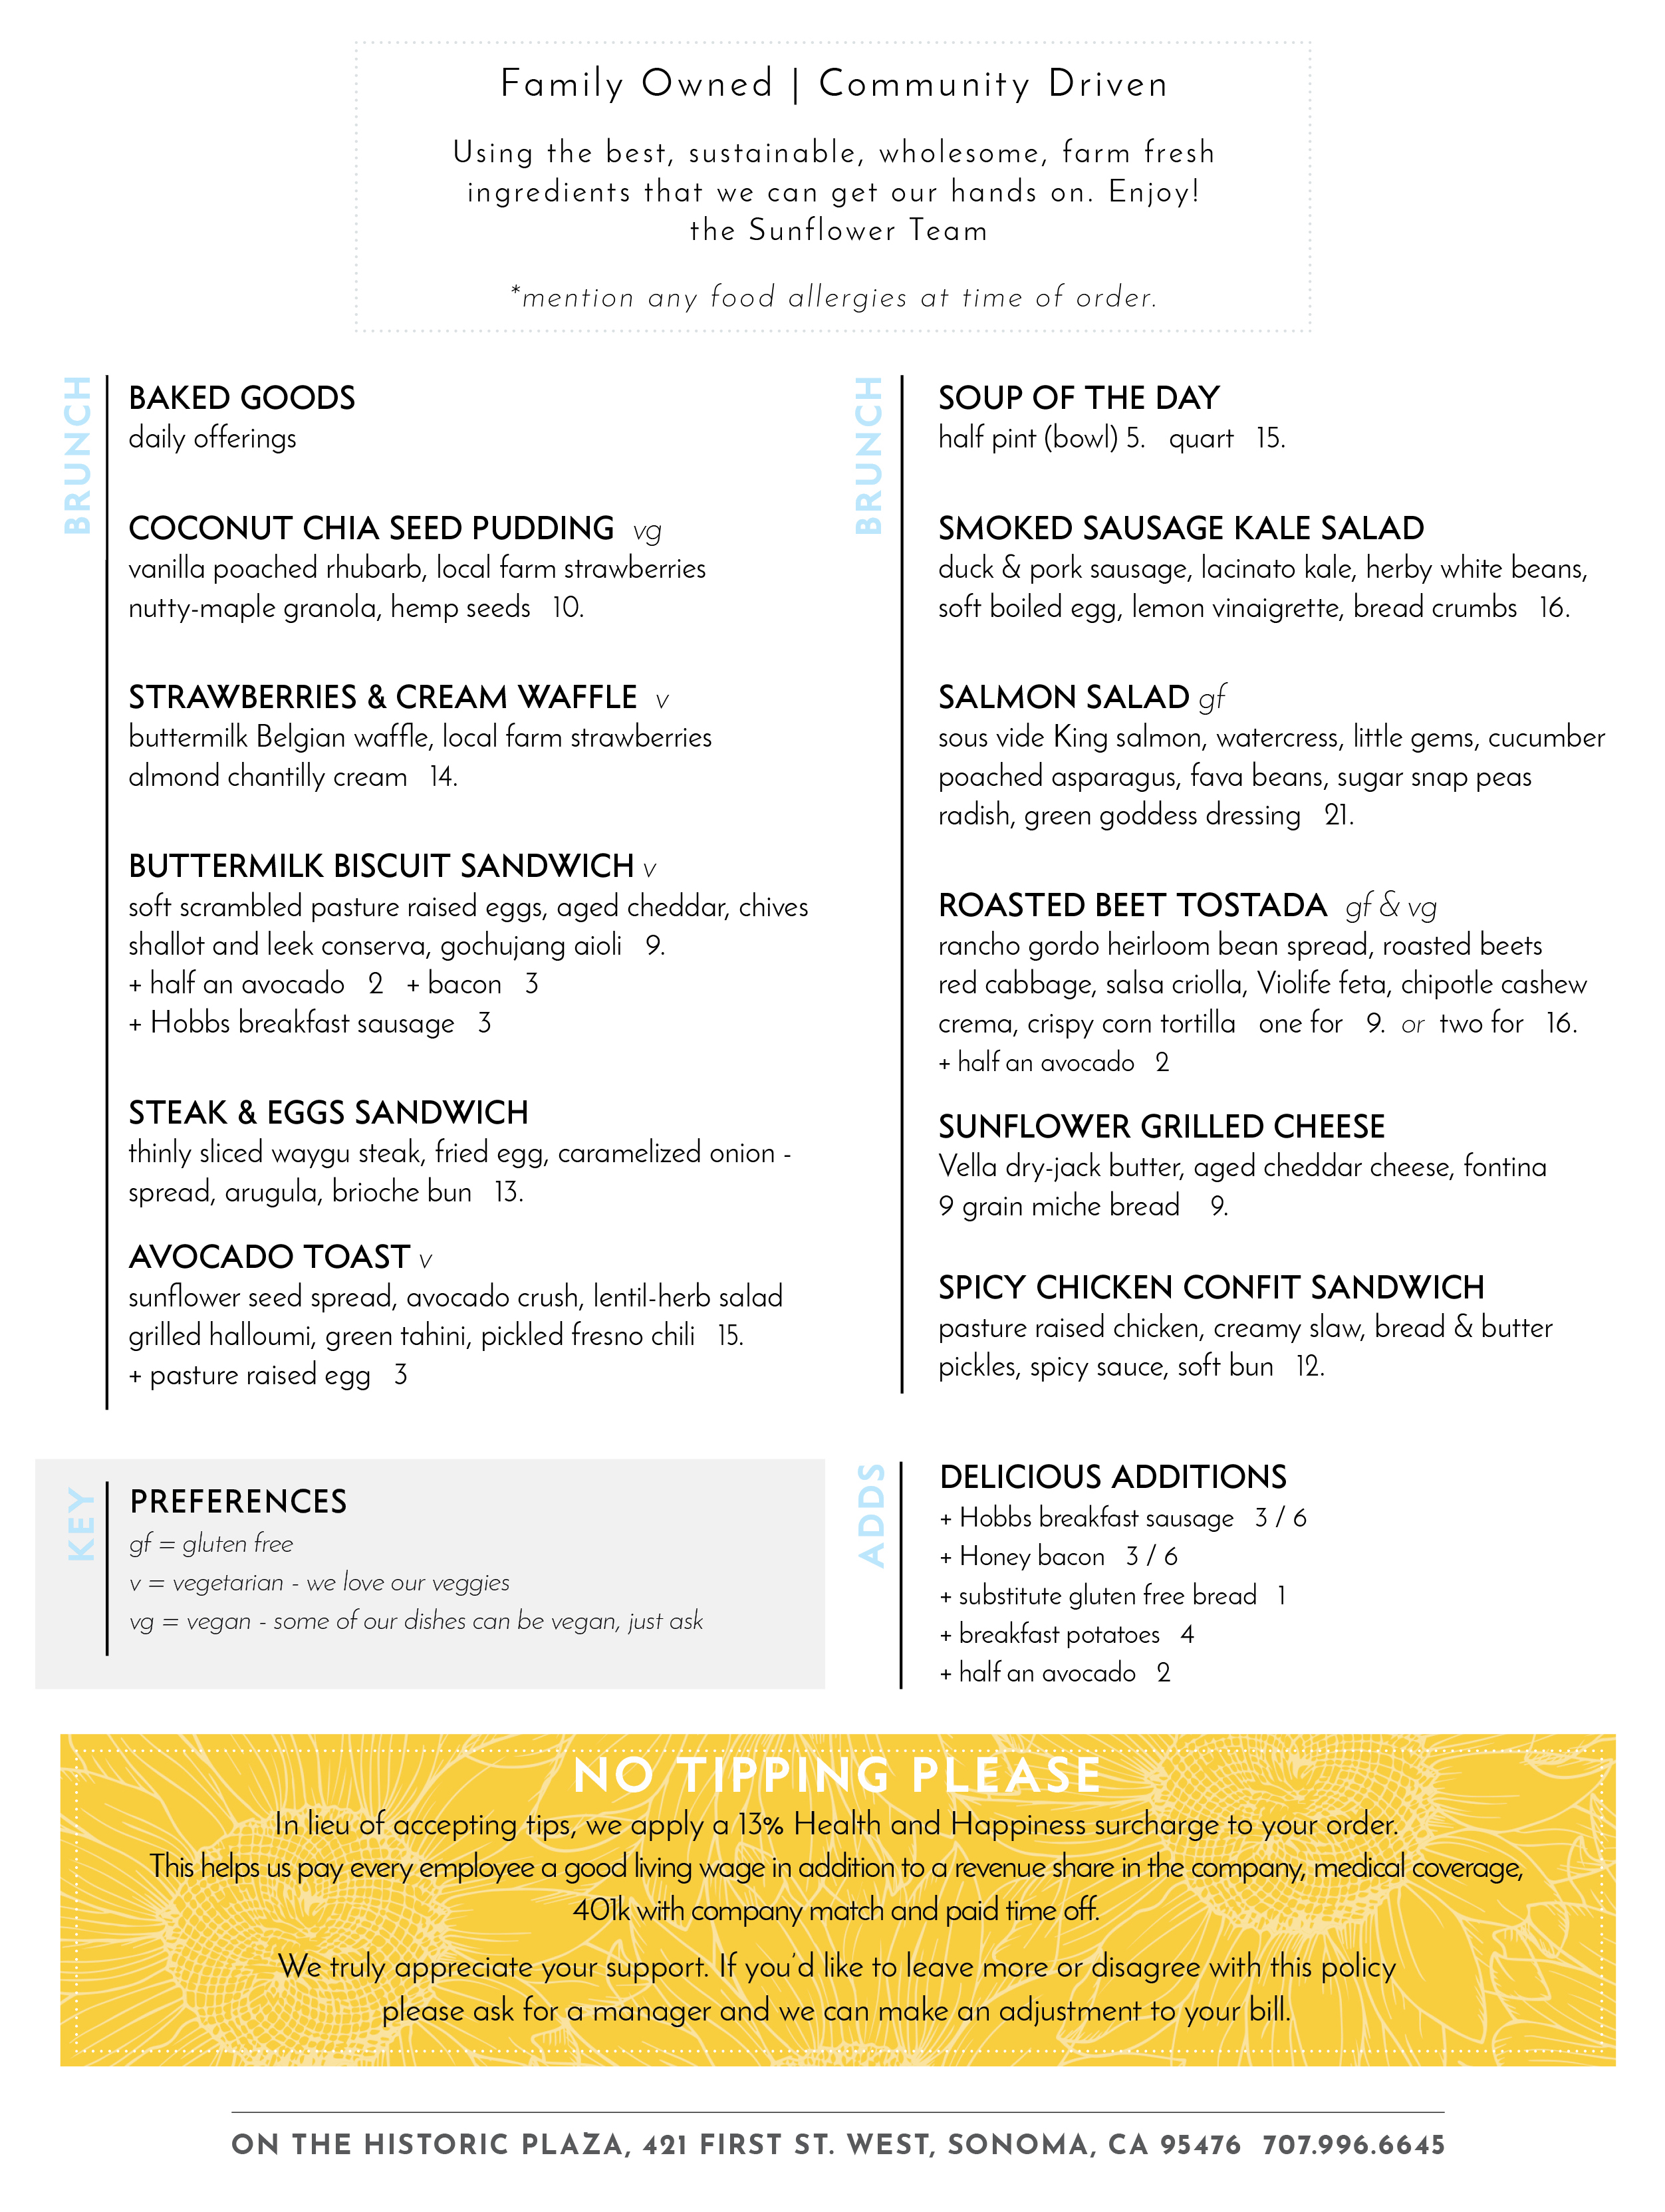 Family Owned | Community Driven
Using the best, sustainable, wholesome, farm fresh
ingredients that we can get our hands on. Enjoy!
the Sunflower Team
*mention any food allergies at time of order.
BRUNCH
BAKED GOODS
daily offerings
COCONUT CHIA SEED PUDDING vg
vanilla poached rhubarb, local farm strawberries
nutty-maple granola, hemp seeds 10.
STRAWBERRIES & CREAM WAFFLE v
buttermilk Belgian waffle, local farm strawberries
almond chantilly cream 14.
BUTTERMILK BISCUIT SANDWICH v
soft scrambled pasture raised eggs, aged cheddar, chives
shallot and leek conserva, gochujang aioli 9.
+ half an avocado 2 + bacon 3
+ Hobbs breakfast sausage 3
STEAK & EGGS SANDWICH
thinly sliced waygu steak, fried egg, caramelized onion -
spread, arugula, brioche bun 13.
AVOCADO TOAST v
sunflower seed spread, avocado crush, lentil-herb salad
grilled halloumi, green tahini, pickled fresno chili 15.
+ pasture raised egg 3
BRUNCH
SOUP OF THE DAY
half pint (bowl) 5. quart 15.
SMOKED SAUSAGE KALE SALAD
duck & pork sausage, lacinato kale, herby white beans,
soft boiled egg, lemon vinaigrette, bread crumbs 16.
SALMON SALAD gf
sous vide King salmon, watercress, little gems, cucumber
poached asparagus, fava beans, sugar snap peas
radish, green goddess dressing 21.
ROASTED BEET TOSTADA gf & vg
rancho gordo heirloom bean spread, roasted beets
red cabbage, salsa criolla, Violife feta, chipotle cashew
crema, crispy corn tortilla one for 9. or two for 16.
+ half an avocado 2
SUNFLOWER GRILLED CHEESE
Vella dry-jack butter, aged cheddar cheese, fontina
9 grain miche bread 9.
SPICY CHICKEN CONFIT SANDWICH
pasture raised chicken, creamy slaw, bread & butter
pickles, spicy sauce, soft bun 12.
KEY
PREFERENCES
gf = gluten free
v = vegetarian - we love our veggies
vg = vegan - some of our dishes can be vegan, just ask
ADDS
DELICIOUS ADDITIONS
+ Hobbs breakfast sausage 3 / 6
+ Honey bacon 3 / 6
+ substitute gluten free bread 1
+ breakfast potatoes 4
+ half an avocado 2
NO TIPPING PLEASE
In lieu of accepting tips, we apply a 13% Health and Happiness surcharge to your order.
This helps us pay every employee a good living wage in addition to a revenue share in the company, medical coverage,
401k with company match and paid time off.
We truly appreciate your support. If you'd like to leave more or disagree with this policy
please ask for a manager and we can make an adjustment to your bill.
ON THE HISTORIC PLAZA, 421 FIRST ST. WEST, SONOMA, CA 95476 707.996.6645